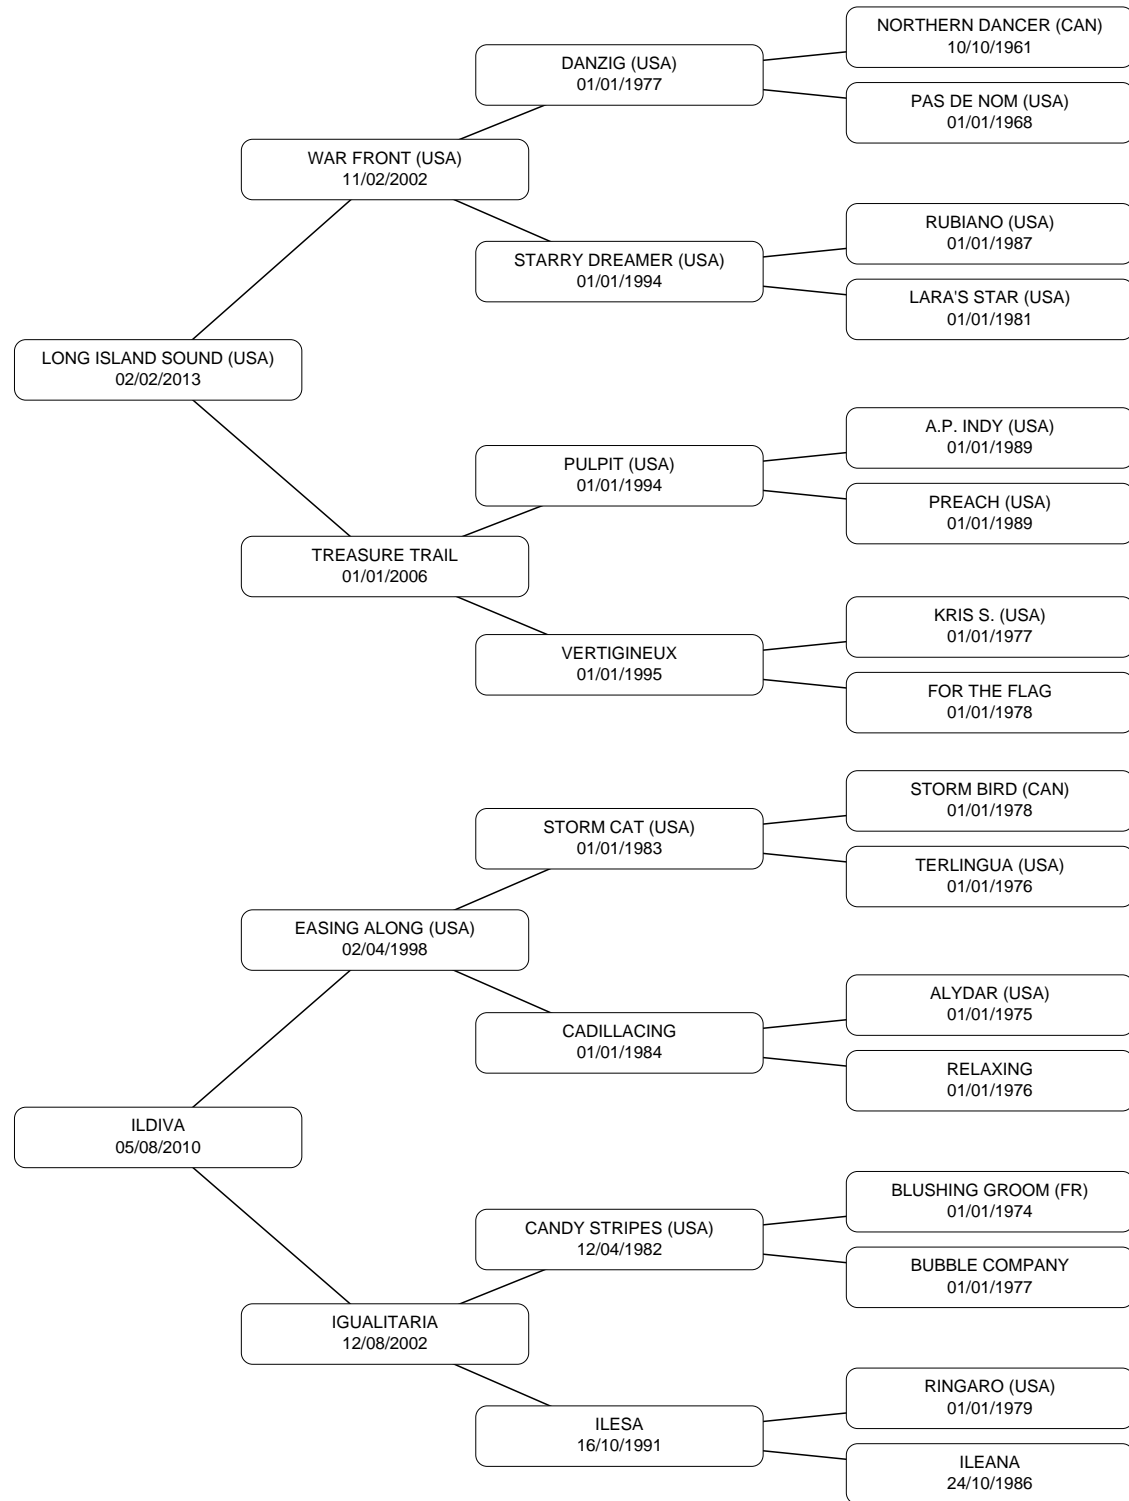 NORTHERN DANCER (CAN)
10/10/1961
DANZIG (USA)
01/01/1977
PAS DE NOM (USA)
01/01/1968
WAR FRONT (USA)
11/02/2002
RUBIANO (USA)
01/01/1987
STARRY DREAMER (USA)
01/01/1994
LARA'S STAR (USA)
01/01/1981
LONG ISLAND SOUND (USA)
02/02/2013
A.P. INDY (USA)
01/01/1989
PULPIT (USA)
01/01/1994
PREACH (USA)
01/01/1989
TREASURE TRAIL
01/01/2006
KRIS S. (USA)
01/01/1977
VERTIGINEUX
01/01/1995
FOR THE FLAG
01/01/1978
STORM BIRD (CAN)
01/01/1978
STORM CAT (USA)
01/01/1983
TERLINGUA (USA)
01/01/1976
EASING ALONG (USA)
02/04/1998
ALYDAR (USA)
01/01/1975
CADILLACING
01/01/1984
RELAXING
01/01/1976
ILDIVA
05/08/2010
BLUSHING GROOM (FR)
01/01/1974
CANDY STRIPES (USA)
12/04/1982
BUBBLE COMPANY
01/01/1977
IGUALITARIA
12/08/2002
RINGARO (USA)
01/01/1979
ILESA
16/10/1991
ILEANA
24/10/1986